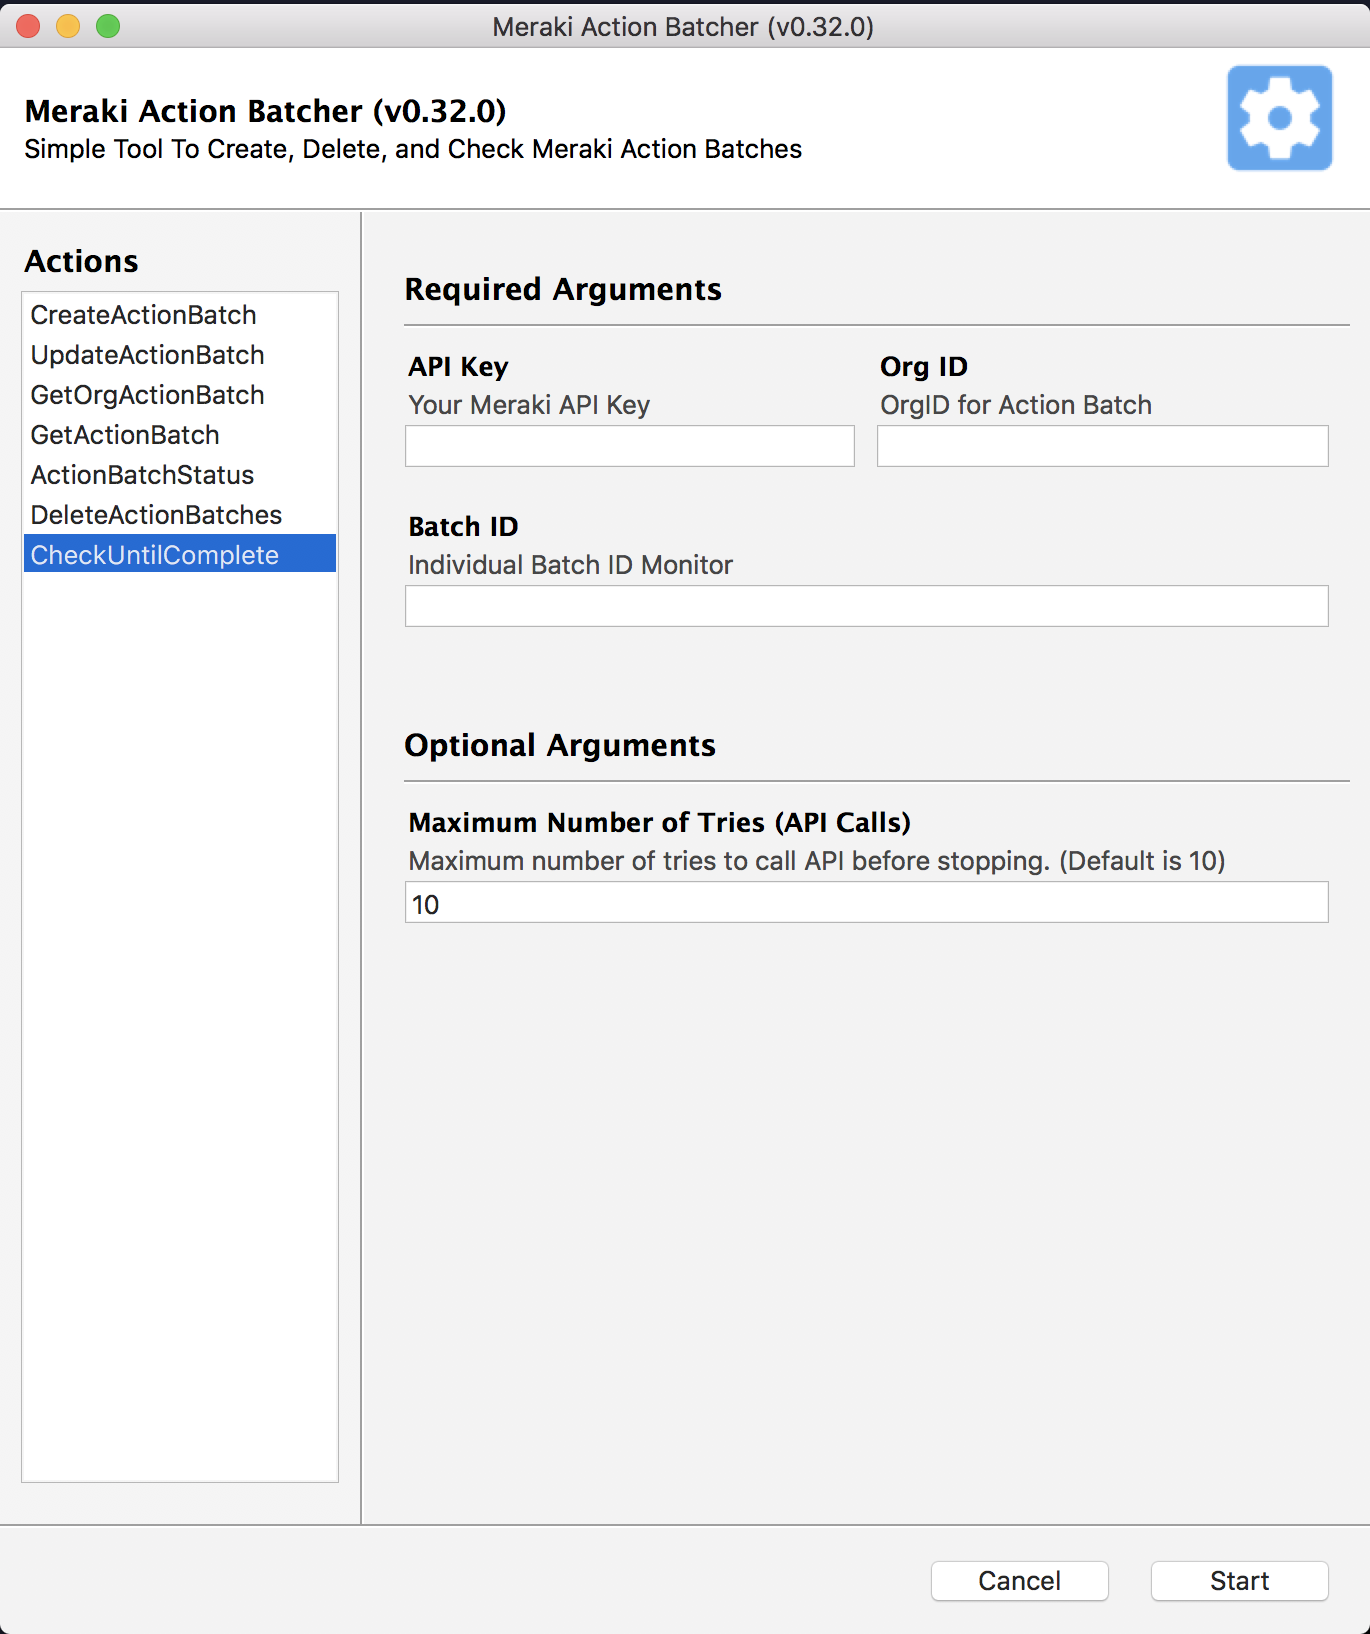 Meraki Action Batcher (v0.32.0)
Meraki Action Batcher (v0.32.0)
Simple Tool To Create, Delete, and Check Meraki Action Batches
Actions
CreateActionBatch
UpdateActionBatch
GetOrgActionBatch
GetActionBatch
ActionBatchStatus
DeleteActionBatches
CheckUntilComplete
Required Arguments
API Key
Your Meraki API Key
Org ID
OrgID for Action Batch
Batch ID
Individual Batch ID Monitor
Optional Arguments
Maximum Number of Tries (API Calls)
Maximum number of tries to call API before stopping. (Default is 10)
10
Cancel
Start